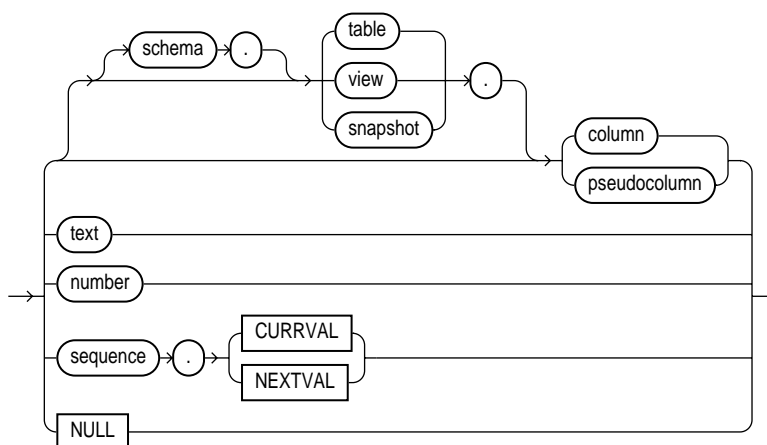 schema .
table
view .
snapshot
column
pseudocolumn
text
number
sequence .
CURRVAL
NEXTVAL
NULL